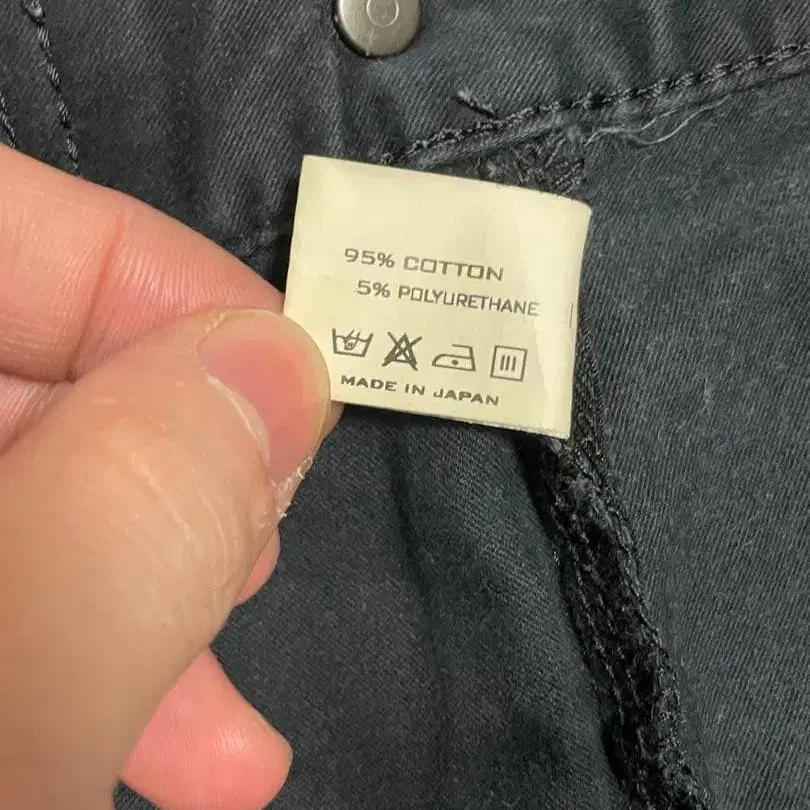 95% COTTON
5% POLYURETHANE
MADE IN JAPAN